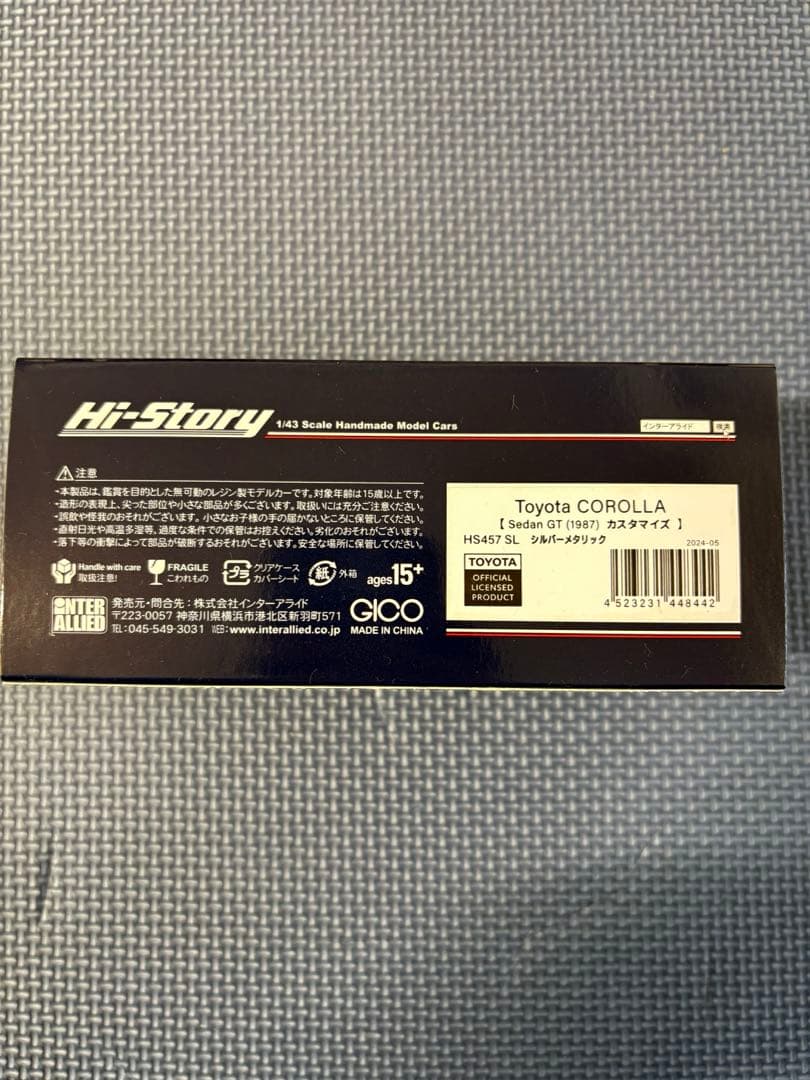 Hi-Story
1/43 Scale Handmade Model Cars
インターアライド 検索
注意
・本製品は、鑑賞を目的とした無可動のレジン製モデルカーです。対象年齢は15歳以上です。
・造形の表現上、尖った部位や小さな部品が多くございます。取扱いには充分ご注意ください。
・誤飲や怪我のおそれがございます。小さなお子様の手の届かないところに保管してください。
・直射日光や高温多湿等、過度な条件での保管はお控えください。劣化のおそれがございます。
・落下等の衝撃によって部品が破損するおそれがございます。安全な場所に保管してください。
Handle with care
取扱注意!
FRAGILE
こわれもの
プラ
クリアケース
カバーシート
紙 外箱
ages15+
INTER
ALLIED
発売元・問合先:株式会社インターアライド
〒223-0057 神奈川県横浜市港北区新羽町571
TEL:045-549-3031 WEB:www.interallied.co.jp
GICO
MADE IN CHINA
Toyota COROLLA
【 Sedan GT (1987) カスタマイズ 】
HS457 SL シルバーメタリック
2024-05
TOYOTA
OFFICIAL
LICENSED
PRODUCT
4 523231 448442